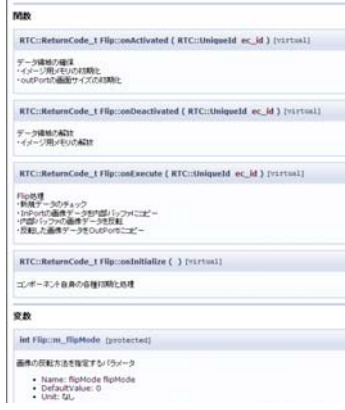 関数
RTC::ReturnCode_t Flip::onActivated ( RTC::UniqueId ec_id ) [virtual]
データ領域の確保
・イメージ用メモリの初期化
・outPortの画面サイズの初期化
RTC::ReturnCode_t Flip::onDeactivated ( RTC::UniqueId ec_id ) [virtual]
データ領域の解放
・イメージ用メモリの解放
RTC::ReturnCode_t Flip::onExecute ( RTC::UniqueId ec_id ) [virtual]
Flip処理
・新規データのチェック
・InPortの画像データを内部バッファにコピー
・内部バッファの画像データを反転
・反転した画像データをOutPortにコピー
RTC::ReturnCode_t Flip::onInitialize ( ) [virtual]
コンポーネント自身の各種初期化処理
変数
int Flip::m_flipMode [protected]
画像の反転方法を指定するパラメータ
• Name: flipMode flipMode
• DefaultValue: 0
• Unit: なし